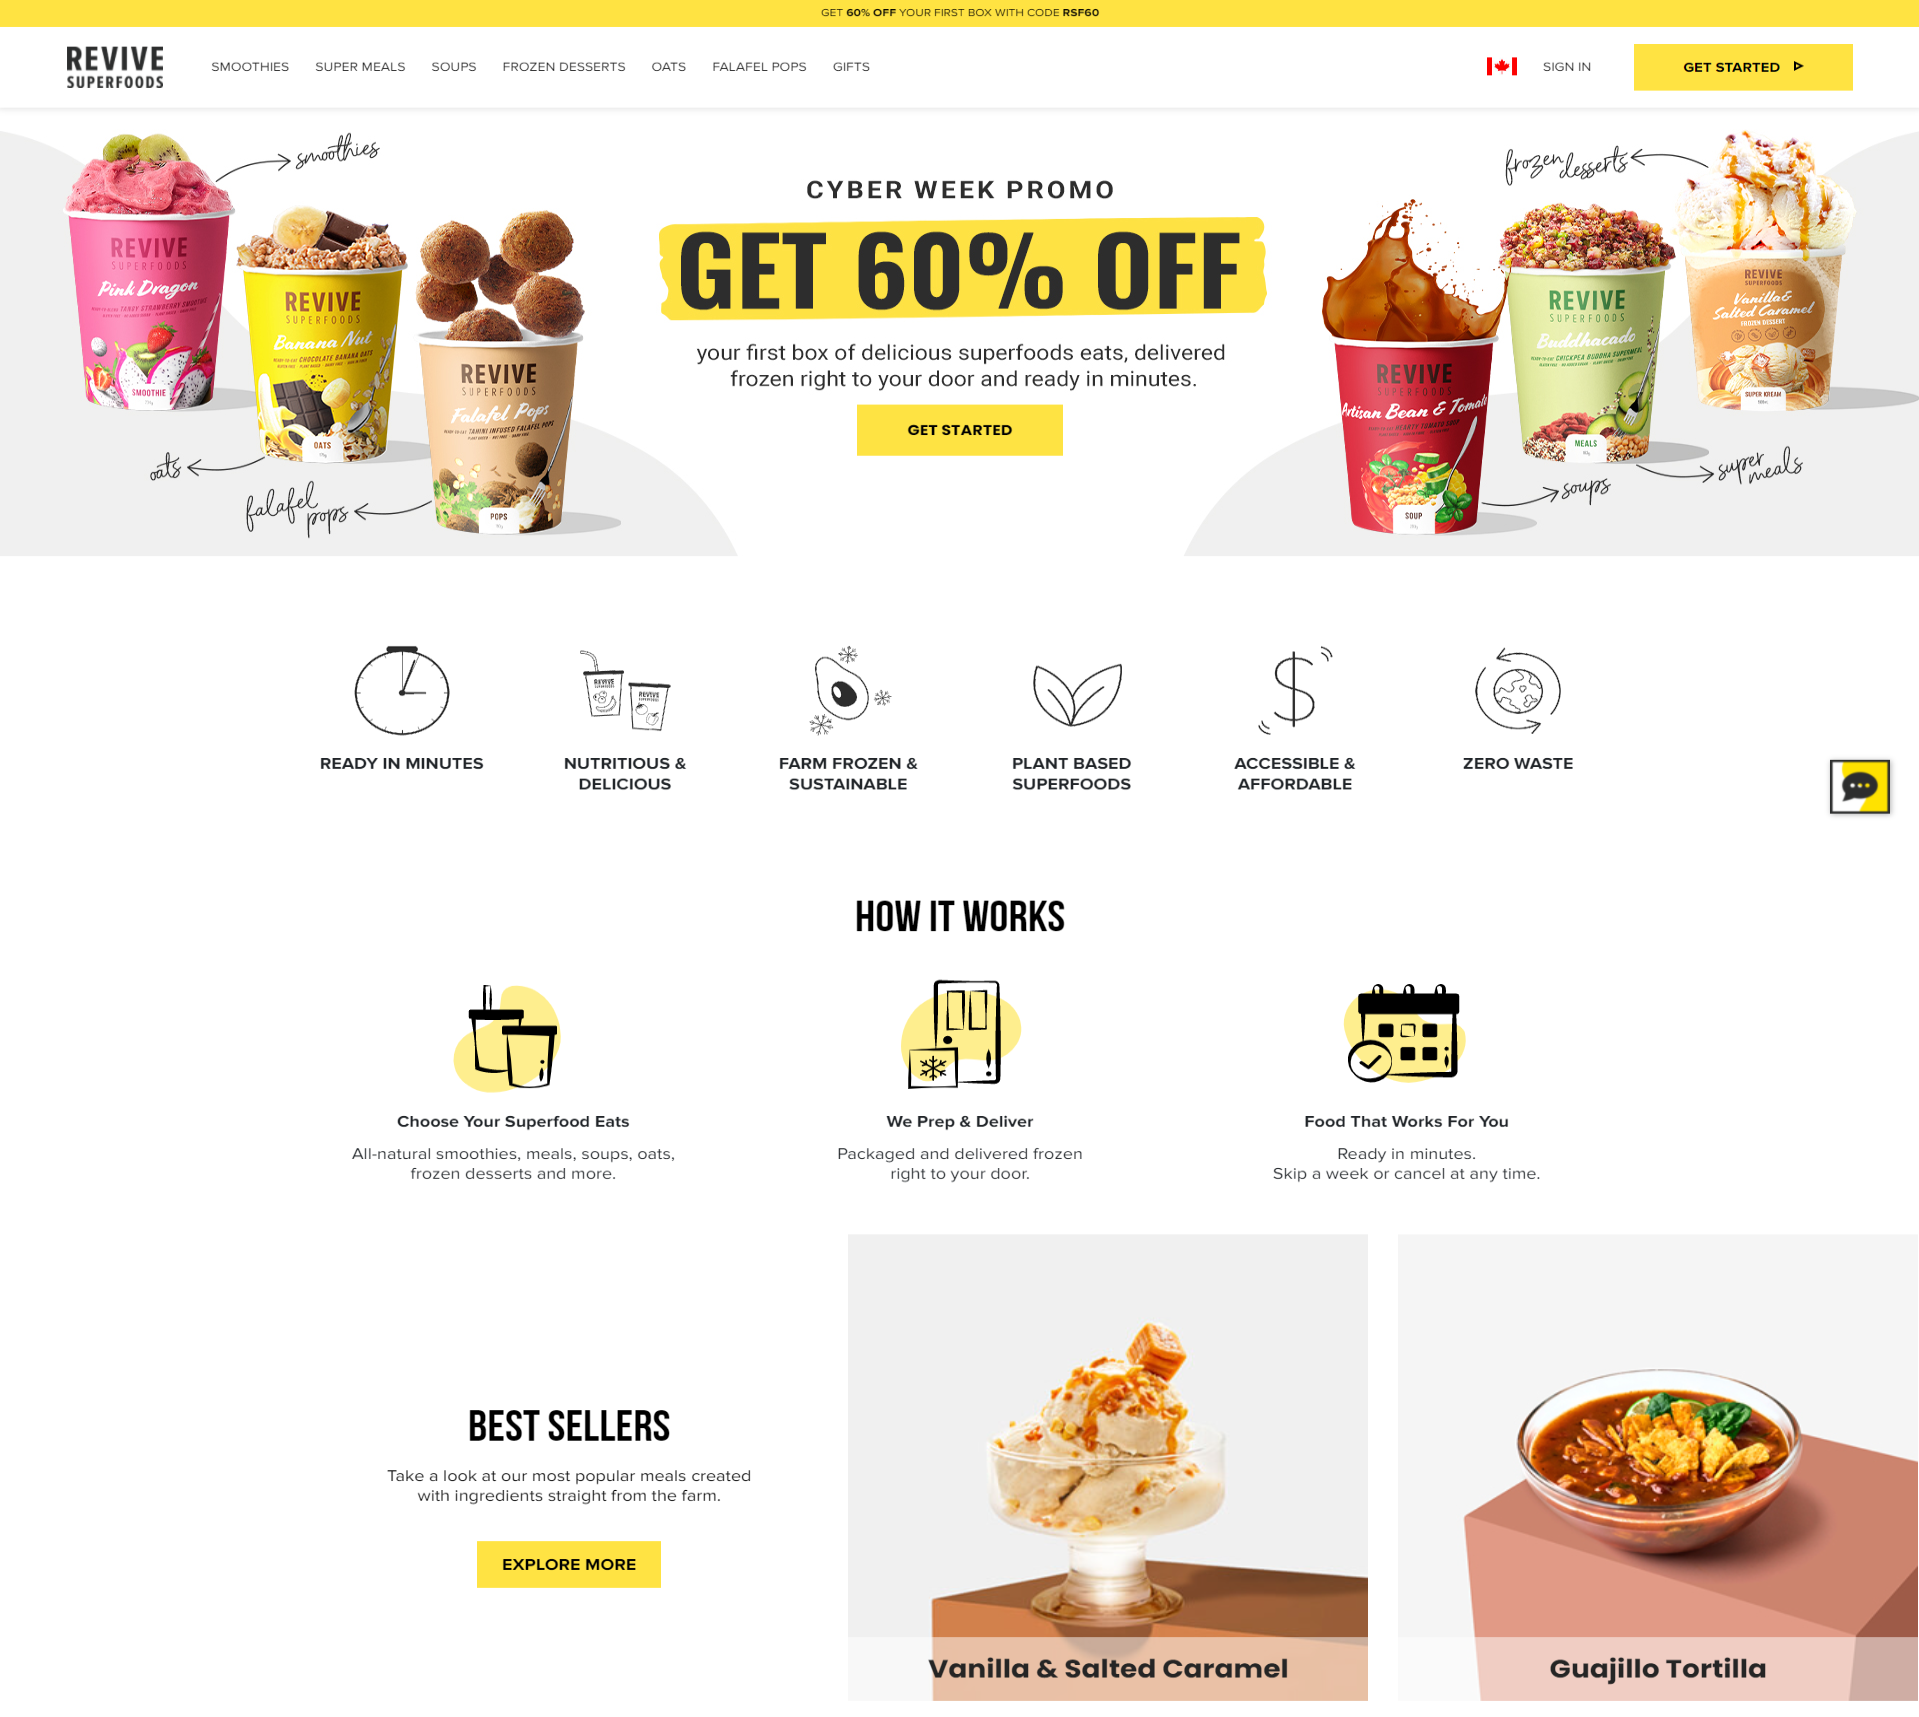 GET 60% OFF YOUR FIRST BOX WITH CODE RSF60
REVIVE
SUPERFOODS
SMOOTHIES SUPER MEALS SOUPS FROZEN DESSERTS OATS FALAFEL POPS GIFTS
SIGN IN
GET STARTED
smoothies
REVIVE
SUPERFOODS
Pink Dragon
SMOOTHIE
REVIVE
SUPERFOODS
Banana Nut
CHOCOLATE BANANA OATS
OATS
REVIVE
SUPERFOODS
Falafel Pops
TAHINI INFUSED FALAFEL POPS
POPS
oats
falafel
pops
CYBER WEEK PROMO
GET 60% OFF
your first box of delicious superfoods eats, delivered
frozen right to your door and ready in minutes.
GET STARTED
frozen
desserts
REVIVE
SUPERFOODS
Artisan Bean & Tomato
HEARTY TOMATO SOUP
SOUP
REVIVE
SUPERFOODS
Buddhacado
CHICKPEA BUDDHA SUPERMEAL
MEALS
REVIVE
SUPERFOODS
Vanilla &
Salted Caramel
FROZEN DESSERT
SUPER KREAM
soups
super
meals
REVIVE
REVIVE
READY IN MINUTES
NUTRITIOUS &
DELICIOUS
FARM FROZEN &
SUSTAINABLE
PLANT BASED
SUPERFOODS
ACCESSIBLE &
AFFORDABLE
ZERO WASTE
HOW IT WORKS
Choose Your Superfood Eats
All-natural smoothies, meals, soups, oats,
frozen desserts and more.
We Prep & Deliver
Packaged and delivered frozen
right to your door.
Food That Works For You
Ready in minutes.
Skip a week or cancel at any time.
BEST SELLERS
Take a look at our most popular meals created
with ingredients straight from the farm.
EXPLORE MORE
Vanilla & Salted Caramel
Guajillo Tortilla